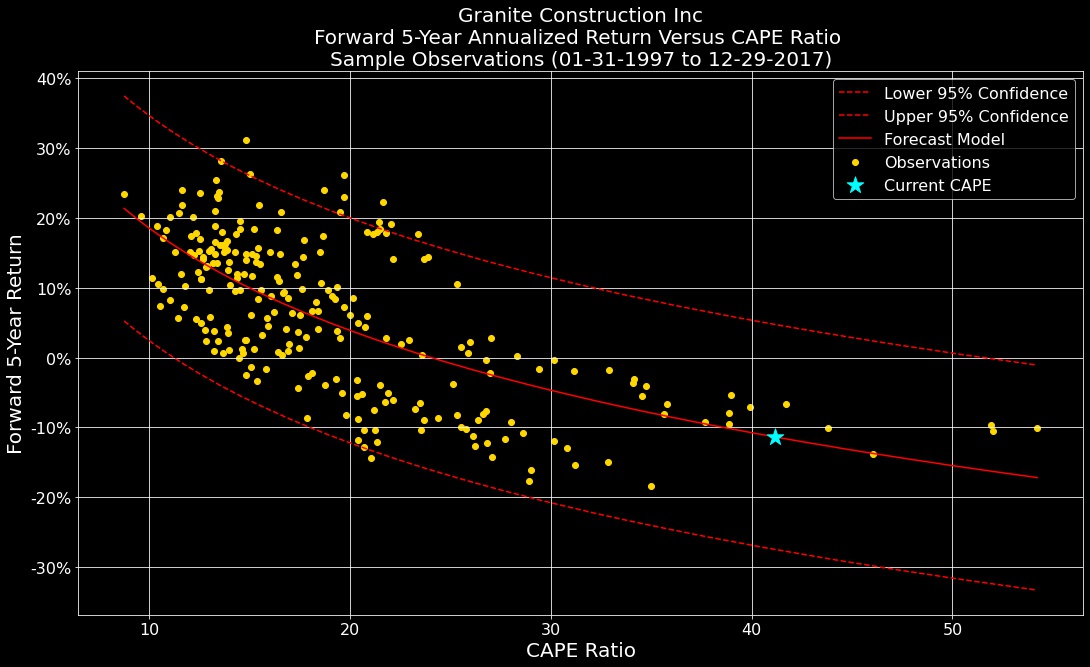 Granite Construction Inc
Forward 5-Year Annualized Return Versus CAPE Ratio
Sample Observations (01-31-1997 to 12-29-2017)
Lower 95% Confidence
Upper 95% Confidence
Forecast Model
Observations
Current CAPE
Forward 5-Year Return
40%
30%
20%
10%
0%
-10%
-20%
-30%
10 20 30 40 50
CAPE Ratio